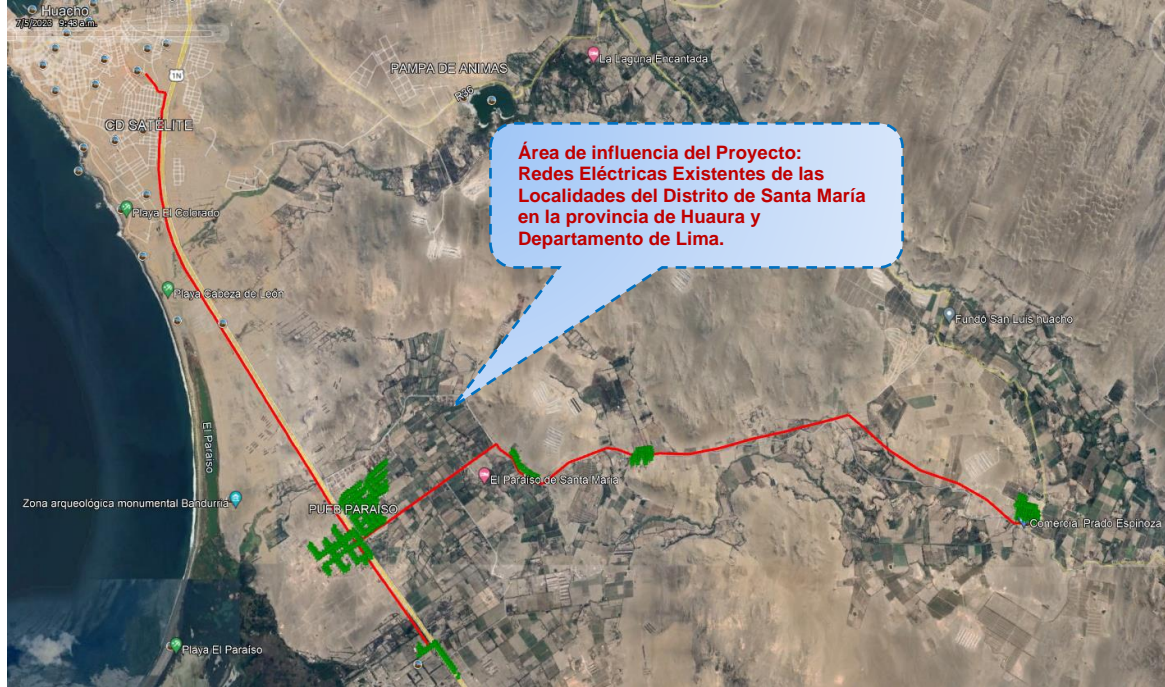 Huacho
7/5/2023 9:43 a.m.
1N
PAMPA DE ANIMAS
La Laguna Encantada
R36
CD SATELITE
Área de influencia del Proyecto:
Redes Eléctricas Existentes de las
Localidades del Distrito de Santa María
en la provincia de Huaura y
Departamento de Lima.
Playa El Colorado
Playa Cabeza de León
Fundo San Luis huacho
El Paraiso
El Paraíso de Santa María
Zona arqueológica monumental Bandurria
PUEB PARAISO
Comercial Prado Espinoza
Playa El Paraíso